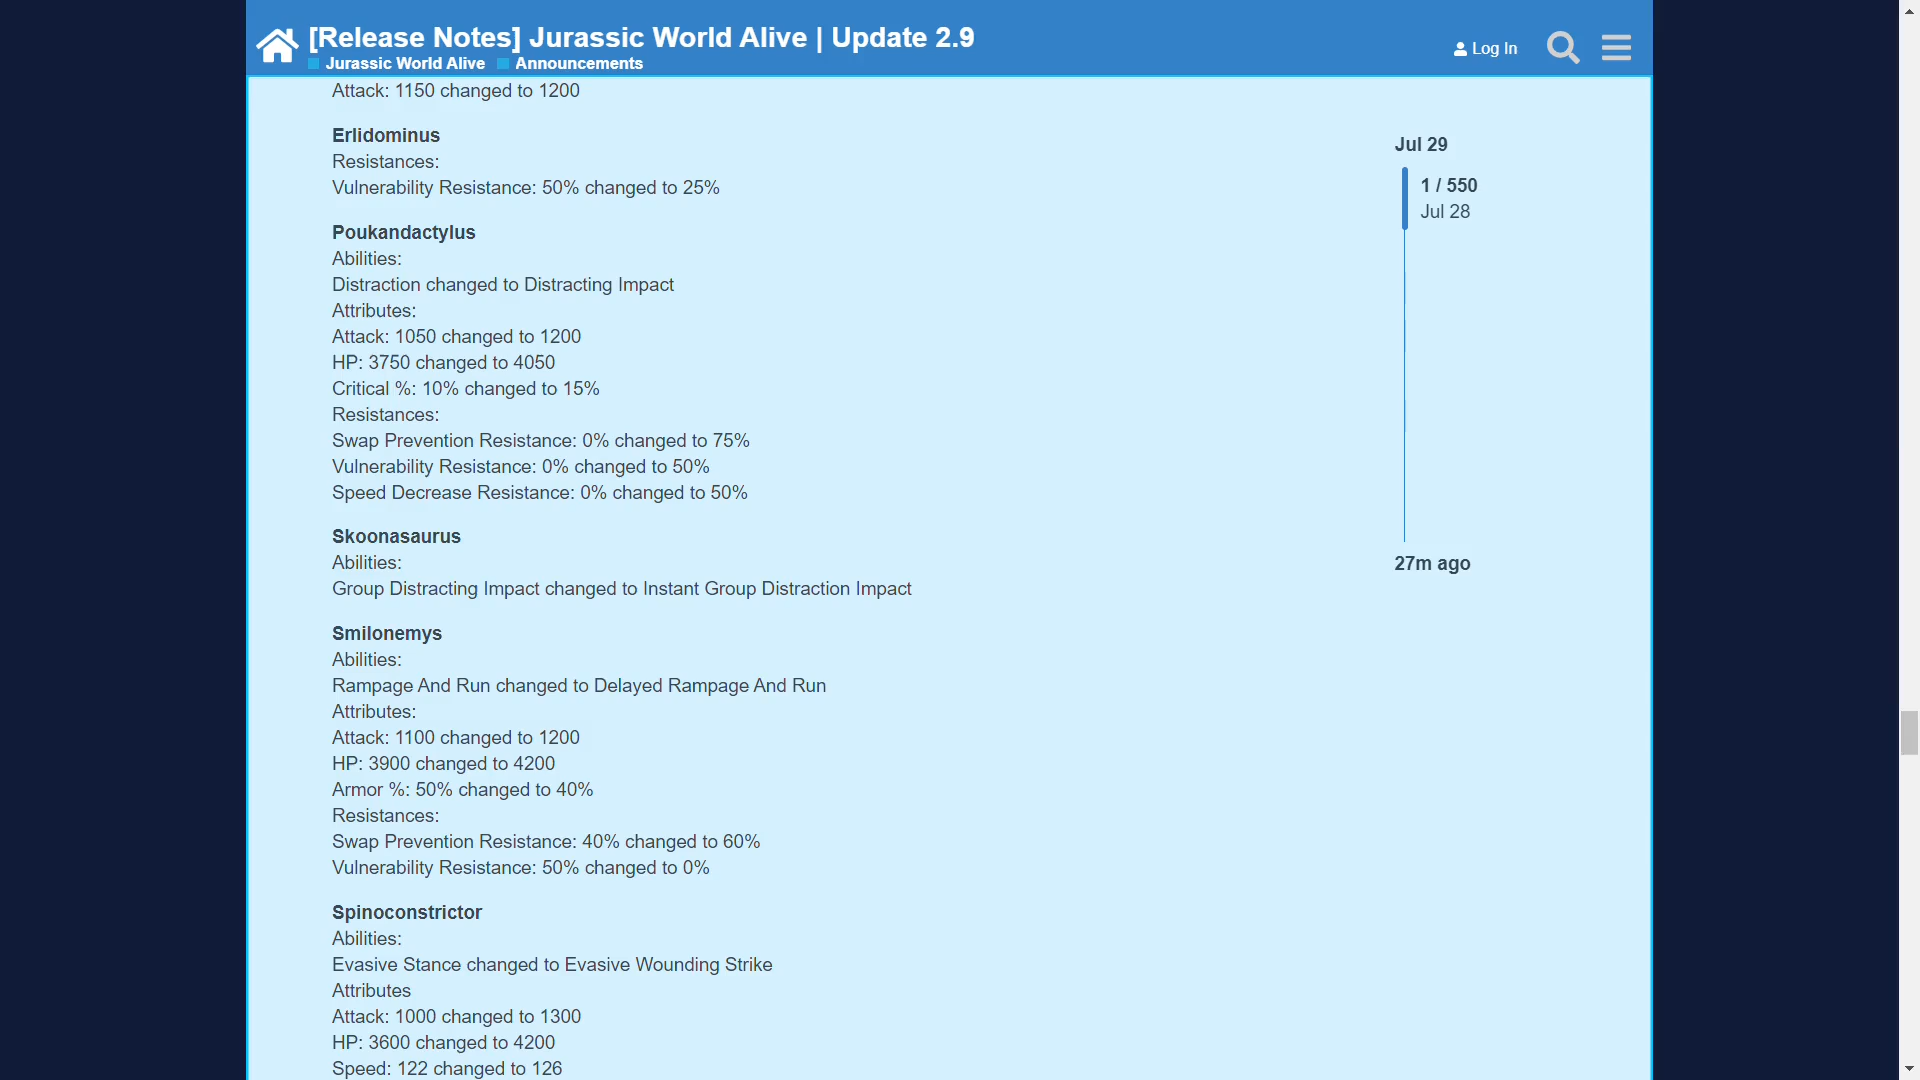 [Release Notes] Jurassic World Alive | Update 2.9
Jurassic World Alive Announcements
Log In
Attack: 1150 changed to 1200
Erlidominus
Resistances:
Vulnerability Resistance: 50% changed to 25%
Poukandactylus
Abilities:
Distraction changed to Distracting Impact
Attributes:
Attack: 1050 changed to 1200
HP: 3750 changed to 4050
Critical %: 10% changed to 15%
Resistances:
Swap Prevention Resistance: 0% changed to 75%
Vulnerability Resistance: 0% changed to 50%
Speed Decrease Resistance: 0% changed to 50%
Skoonasaurus
Abilities:
Group Distracting Impact changed to Instant Group Distraction Impact
Smilonemys
Abilities:
Rampage And Run changed to Delayed Rampage And Run
Attributes:
Attack: 1100 changed to 1200
HP: 3900 changed to 4200
Armor %: 50% changed to 40%
Resistances:
Swap Prevention Resistance: 40% changed to 60%
Vulnerability Resistance: 50% changed to 0%
Spinoconstrictor
Abilities:
Evasive Stance changed to Evasive Wounding Strike
Attributes
Attack: 1000 changed to 1300
HP: 3600 changed to 4200
Speed: 122 changed to 126
Jul 29
1 / 550
Jul 28
27m ago